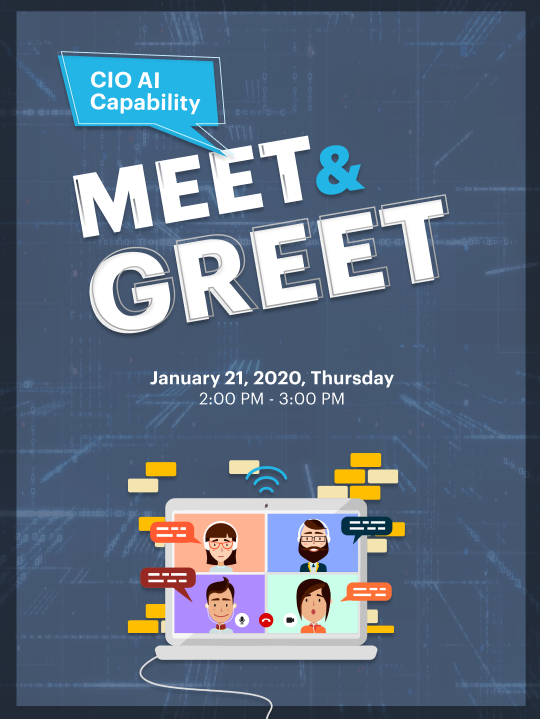 CIO AI
Capability
MEET&
GREET
January 21, 2020, Thursday
2:00 PM - 3:00 PM